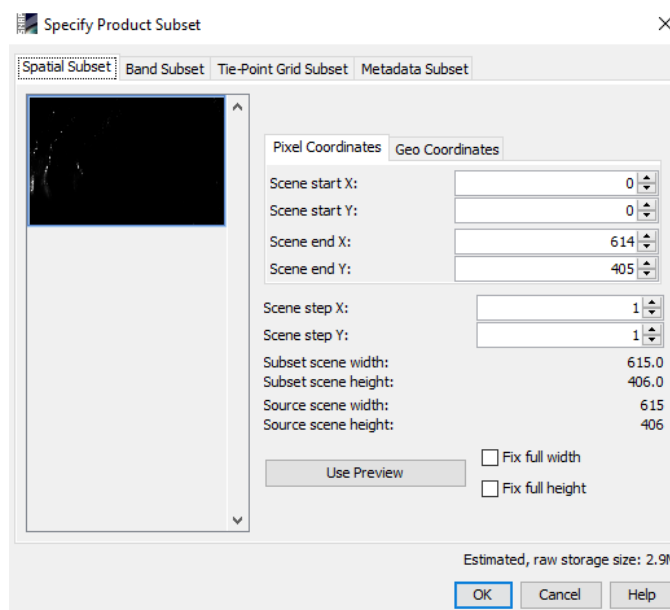 Specify Product Subset
Spatial Subset Band Subset Tie-Point Grid Subset Metadata Subset
Pixel Coordinates Geo Coordinates
Scene start X: 0
Scene start Y: 0
Scene end X: 614
Scene end Y: 405
Scene step X: 1
Scene step Y: 1
Subset scene width: 615.0
Subset scene height: 406.0
Source scene width: 615
Source scene height: 406
Use Preview
Fix full width
Fix full height
Estimated, raw storage size: 2.9M
OK Cancel Help